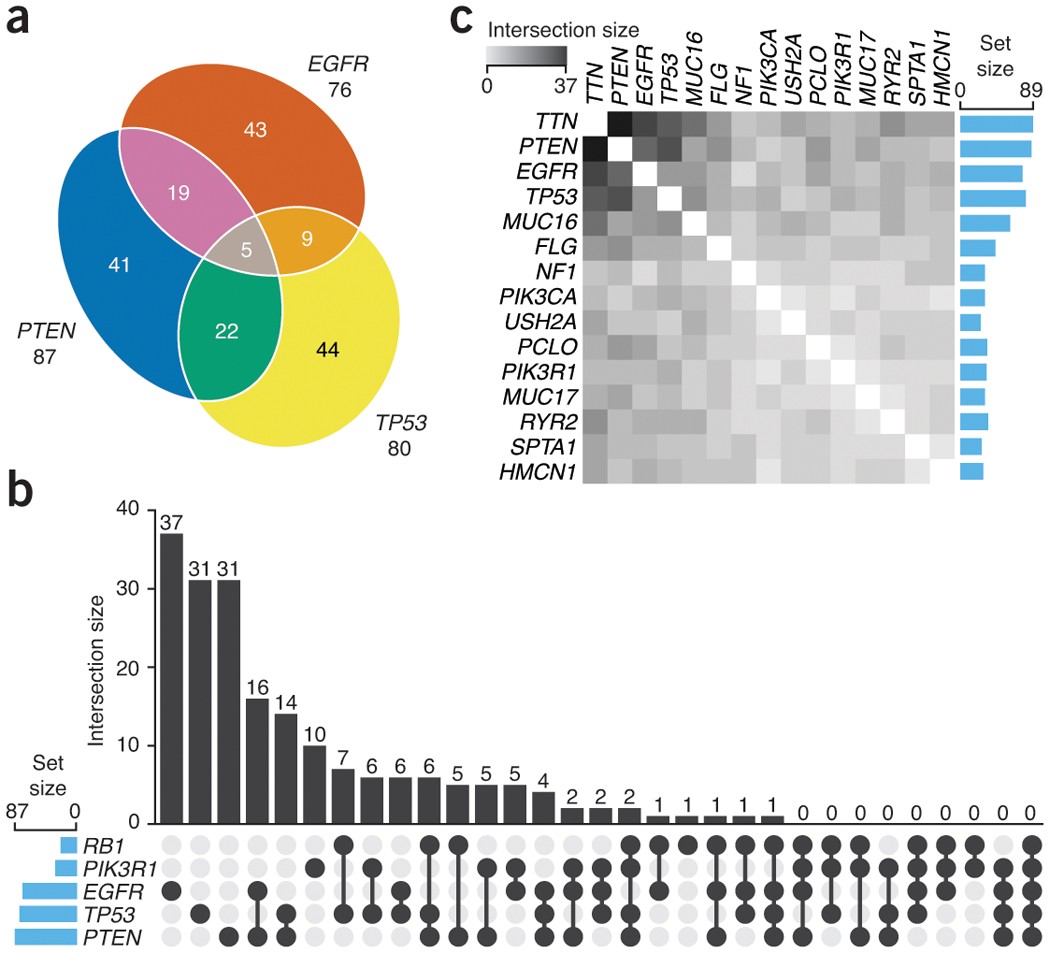 a
EGFR
76
43
19
5
9
41
22
44
PTEN
87
TP53
80
c
Intersection size
0 37
TTN PTEN EGFR TP53 MUC16 FLG NF1 PIK3CA USH2A PCLO PIK3R1 MUC17 RYR2 SPTA1 HMCN1
Set
size
0 89
TTN
PTEN
EGFR
TP53
MUC16
FLG
NF1
PIK3CA
USH2A
PCLO
PIK3R1
MUC17
RYR2
SPTA1
HMCN1
b
Intersection size
40
30
20
10
0
37 31 31 16 14 10 7 6 6 6 5 5 5 4 2 2 2 1 1 1 1 1 0 0 0 0 0 0 0 0 0
Set
size
87 0
RB1
PIK3R1
EGFR
TP53
PTEN